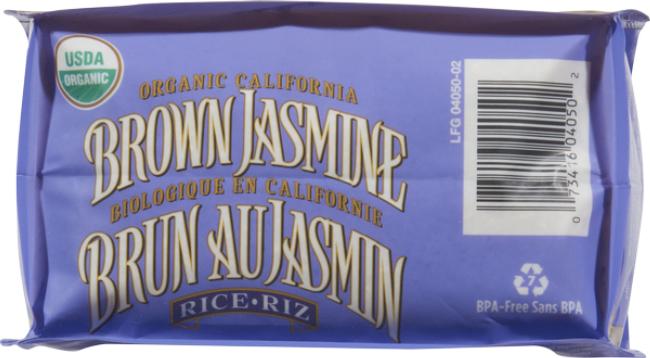 USDA
ORGANIC
ORGANIC CALIFORNIA
BROWN JASMINE
BIOLOGIQUE EN CALIFORNIE
BRUN AU JASMIN
RICE•RIZ
LFG 04050-02
0 73416 04050 2
7
BPA-Free Sans BPA